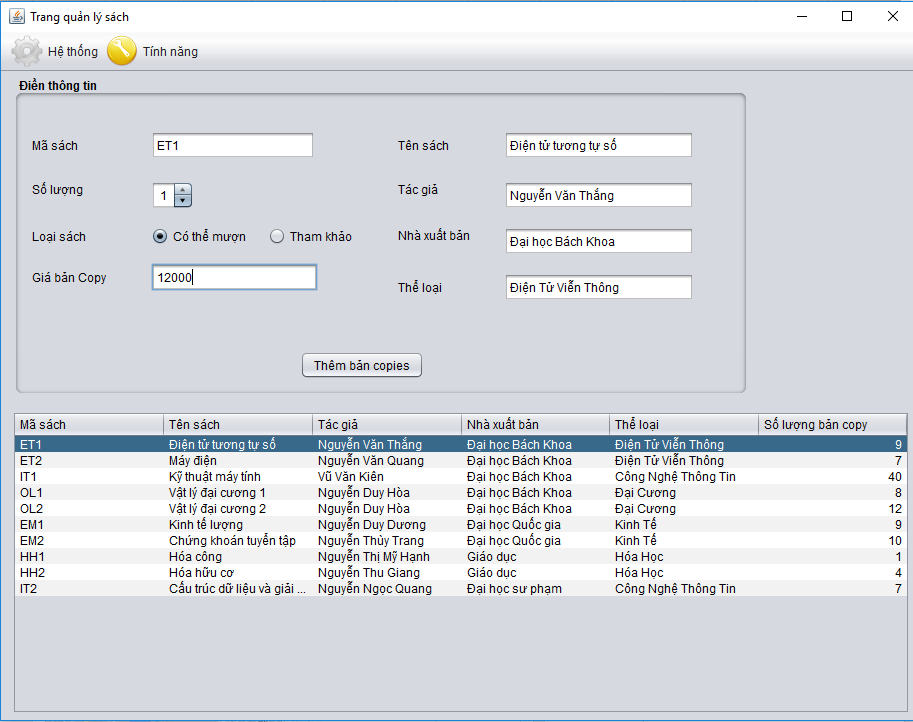 Trang quản lý sách
Hệ thống Tính năng
Điền thông tin
Mã sách ET1 Tên sách Điện tử tương tự số
Số lượng 1 Tác giả Nguyễn Văn Thắng
Loại sách Có thể mượn Tham khảo Nhà xuất bản Đại học Bách Khoa
Giá bản Copy 12000 Thể loại Điện Tử Viễn Thông
Thêm bản copies
Mã sách Tên sách Tác giả Nhà xuất bản Thể loại Số lượng bản copy
ET1 Điện tử tương tự số Nguyễn Văn Thắng Đại học Bách Khoa Điện Tử Viễn Thông 9
ET2 Máy điện Nguyễn Văn Quang Đại học Bách Khoa Điện Tử Viễn Thông 7
IT1 Kỹ thuật máy tính Vũ Văn Kiên Đại học Bách Khoa Công Nghệ Thông Tin 40
OL1 Vật lý đại cương 1 Nguyễn Duy Hòa Đại học Bách Khoa Đại Cương 8
OL2 Vật lý đại cương 2 Nguyễn Duy Hòa Đại học Bách Khoa Đại Cương 12
EM1 Kinh tế lượng Nguyễn Duy Dương Đại học Quốc gia Kinh Tế 9
EM2 Chứng khoán tuyển tập Nguyễn Thủy Trang Đại học Quốc gia Kinh Tế 10
HH1 Hóa công Nguyễn Thị Mỹ Hạnh Giáo dục Hóa Học 1
HH2 Hóa hữu cơ Nguyễn Thu Giang Giáo dục Hóa Học 4
IT2 Cấu trúc dữ liệu và giải ... Nguyễn Ngọc Quang Đại học sư phạm Công Nghệ Thông Tin 7